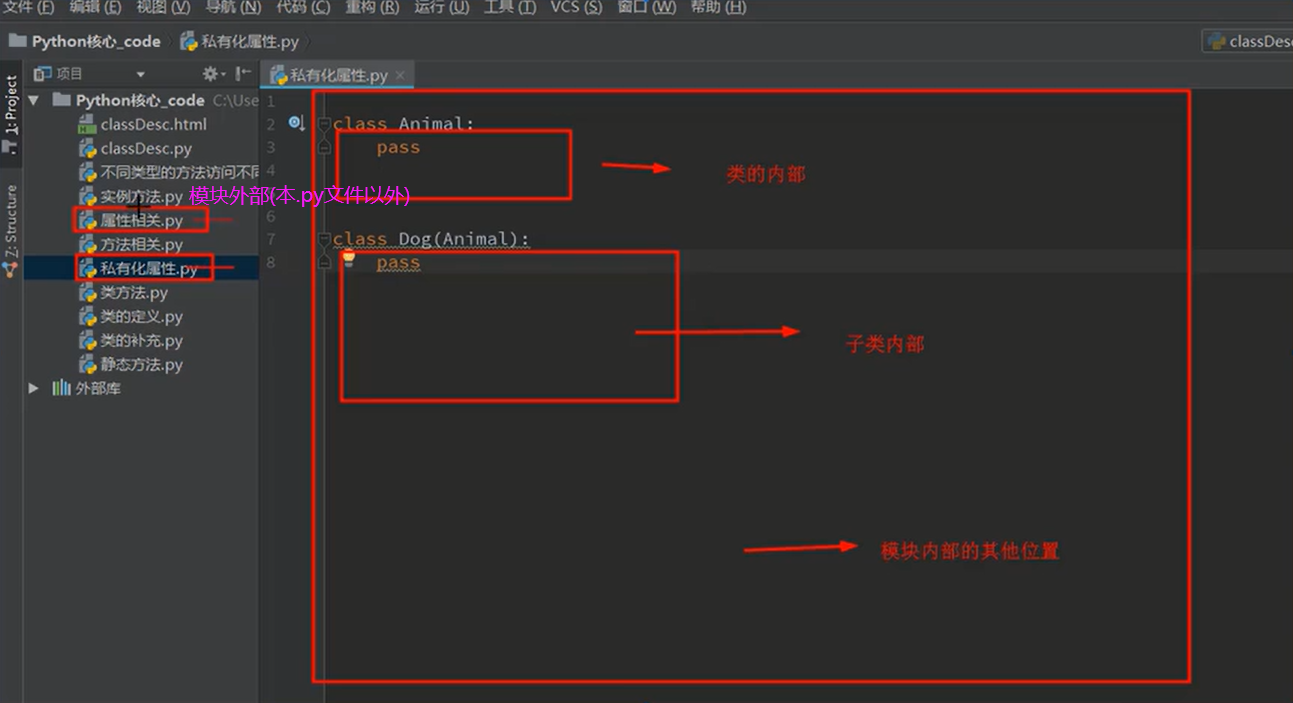 文件 (F) 编辑 (E) 视图 (V) 导航 (N) 代码 (C) 重构 (R) 运行 (U) 工具 (T) VCS (S) 窗口 (W) 帮助 (H)
Python核心_code 私有化属性.py classDes
项目 私有化属性.py
1: Project
Z: Structure
Python核心_code C:\Use
classDesc.html
classDesc.py
不同类型的方法访问不同
实例方法.py
属性相关.py
方法相关.py
私有化属性.py
类方法.py
类的定义.py
类的补充.py
静态方法.py
外部库
模块外部(本.py文件以外)
1
2 class Animal:
3 pass
4
6
7 class Dog(Animal):
8 pass
类的内部
子类内部
模块内部的其他位置